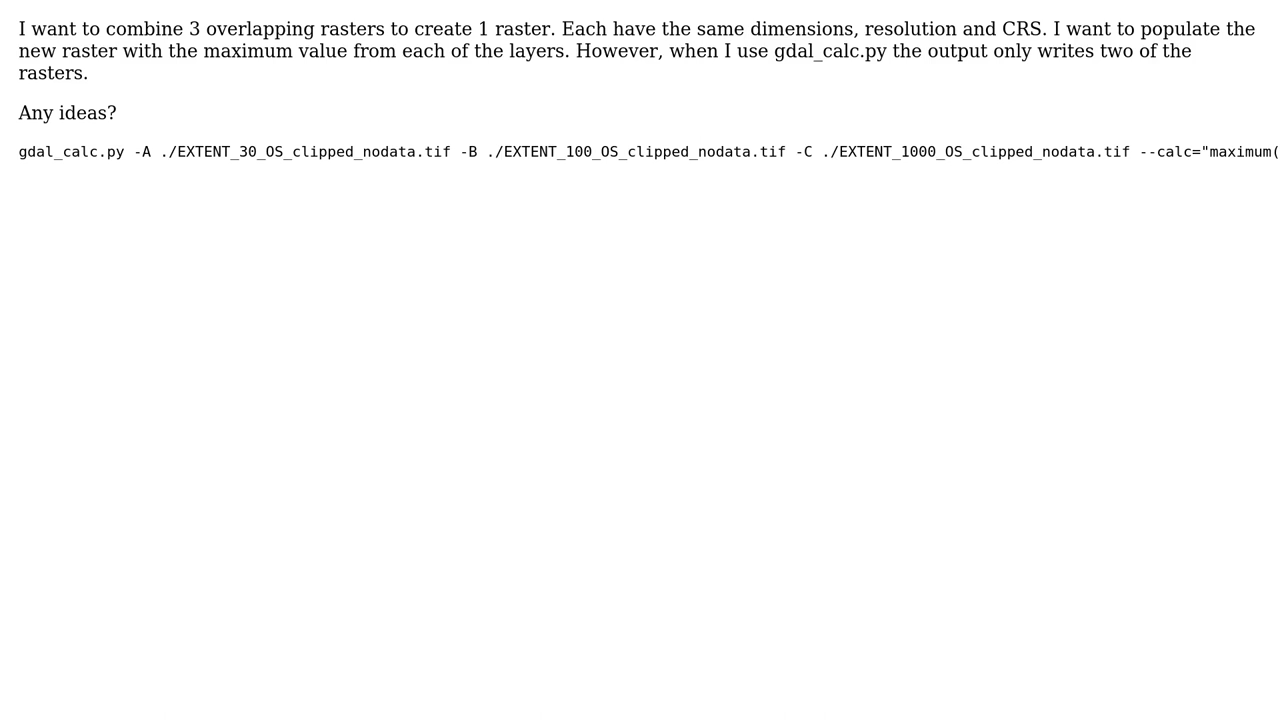 I want to combine 3 overlapping rasters to create 1 raster. Each have the same dimensions, resolution and CRS. I want to populate the
new raster with the maximum value from each of the layers. However, when I use gdal_calc.py the output only writes two of the
rasters.
Any ideas?
gdal_calc.py -A ./EXTENT_30_OS_clipped_nodata.tif -B ./EXTENT_100_OS_clipped_nodata.tif -C ./EXTENT_1000_OS_clipped_nodata.tif --calc="maximum(